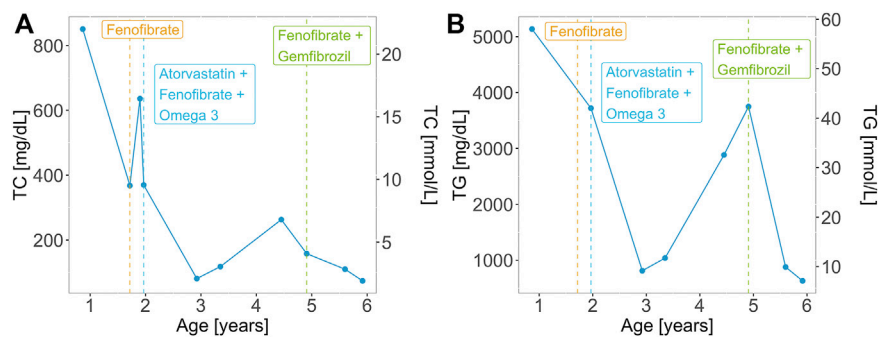 A
Fenofibrate
Atorvastatin +
Fenofibrate +
Omega 3
Fenofibrate +
Gemfibrozil
TC [mg/dL]
800
600
400
200
TC [mmol/L]
20
15
10
5
1 2 3 4 5 6
Age [years]
B
Fenofibrate
Atorvastatin +
Fenofibrate +
Omega 3
Fenofibrate +
Gemfibrozil
TG [mg/dL]
5000
4000
3000
2000
1000
TG [mmol/L]
60
50
40
30
20
10
1 2 3 4 5 6
Age [years]